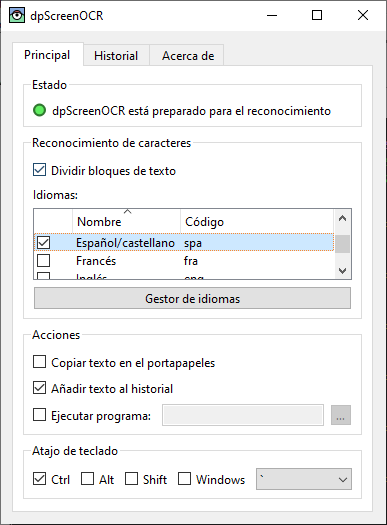 dpScreenOCR
Principal Historial Acerca de
Estado
dpScreenOCR está preparado para el reconocimiento
Reconocimiento de caracteres
Dividir bloques de texto
Idiomas:
Nombre Código
Español/castellano spa
Francés fra
Inglés eng
Gestor de idiomas
Acciones
Copiar texto en el portapapeles
Añadir texto al historial
Ejecutar programa: ...
Atajo de teclado
Ctrl Alt Shift Windows `